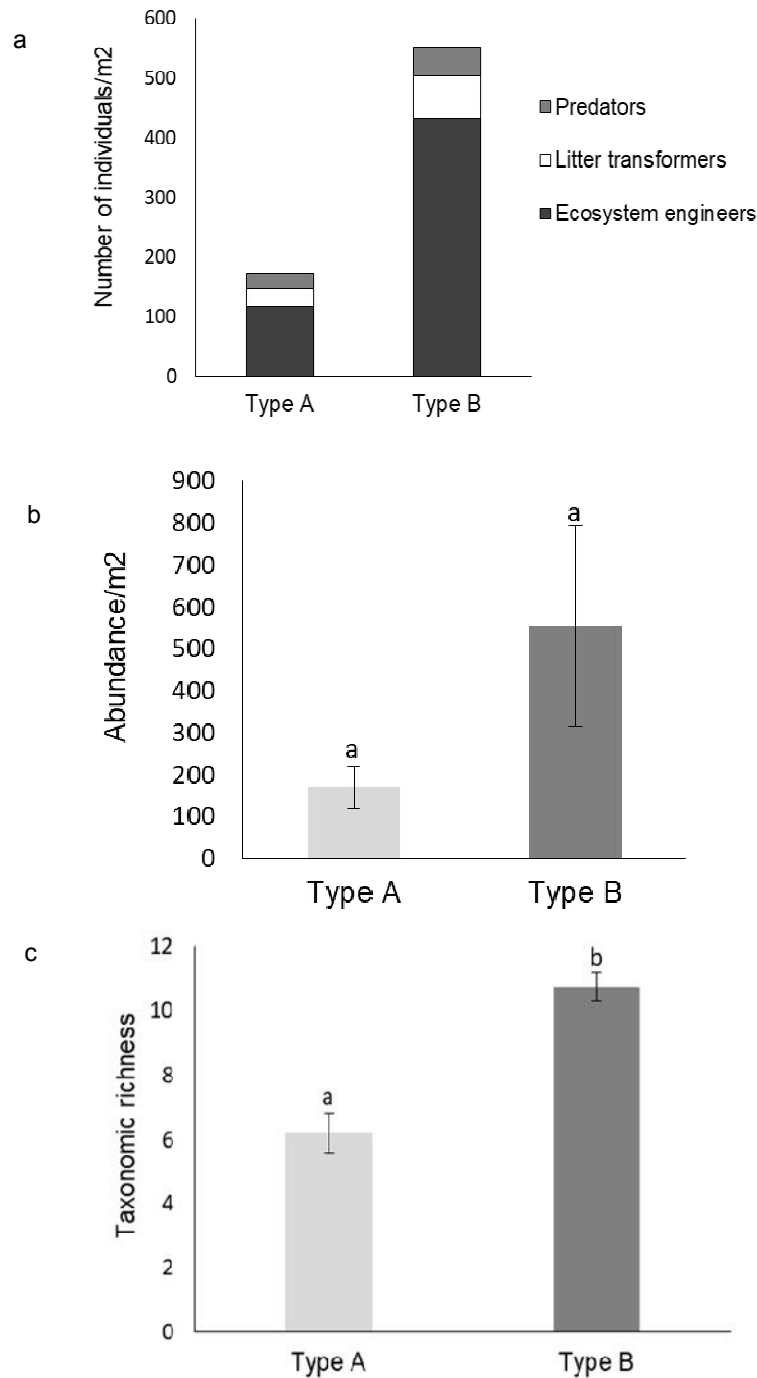 a
Number of individuals/m2
600
500
400
300
200
100
0
Type A
Type B
Predators
Litter transformers
Ecosystem engineers
b
Abundance/m2
900
800
700
600
500
400
300
200
100
0
a
a
Type A
Type B
c
Taxonomic richness
12
10
8
6
4
2
0
a
b
Type A
Type B